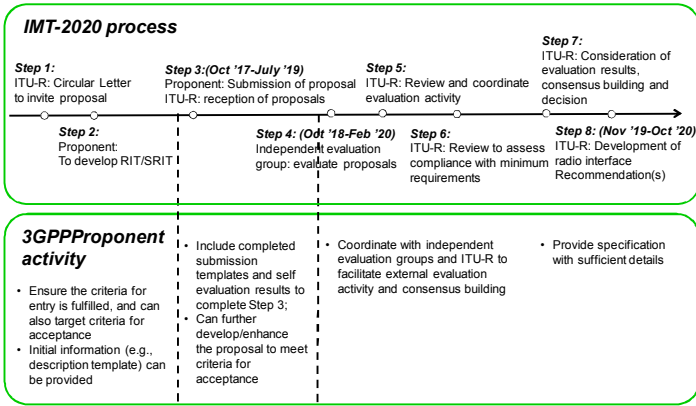 IMT-2020 process
Step 1:
ITU-R: Circular Letter
to invite proposal
Step 2:
Proponent:
To develop RIT/SRIT
Step 3:(Oct '17-July '19)
Proponent: Submission of proposal
ITU-R: reception of proposals
Step 4: (Oct '18-Feb '20)
Independent evaluation
group: evaluate proposals
Step 5:
ITU-R: Review and coordinate
evaluation activity
Step 6:
ITU-R: Review to assess
compliance with minimum
requirements
Step 7:
ITU-R: Consideration of
evaluation results,
consensus building and
decision
Step 8: (Nov '19-Oct '20)
ITU-R: Development of
radio interface
Recommendation(s)
3GPPProponent
activity
• Ensure the criteria for
entry is fulfilled, and can
also target criteria for
acceptance
• Initial information (e.g.,
description template) can
be provided
• Include completed
submission
templates and self
evaluation results to
complete Step 3;
• Can further
develop/enhance
the proposal to meet
criteria for
acceptance
• Coordinate with independent
evaluation groups and ITU-R to
facilitate external evaluation
activity and consensus building
• Provide specification
with sufficient details